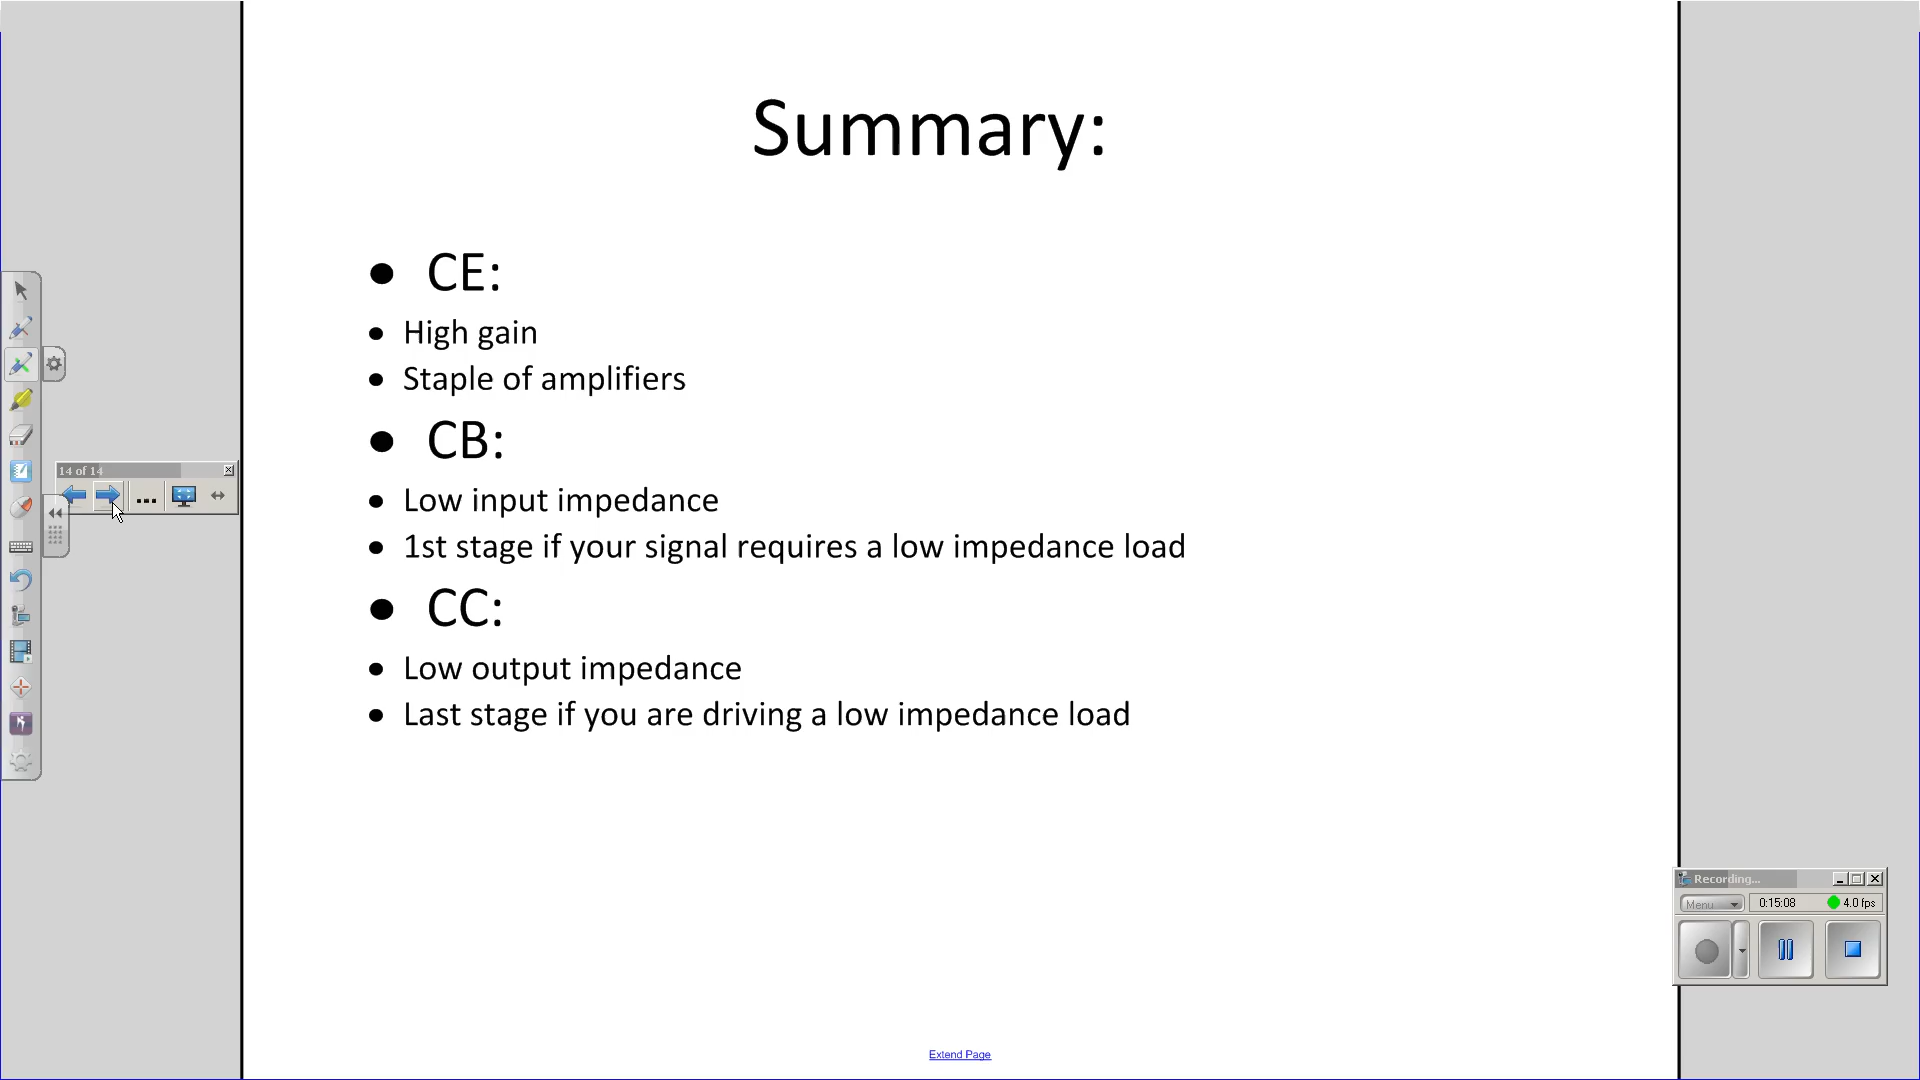 Summary:
● CE:
● High gain
● Staple of amplifiers
● CB:
● Low input impedance
● 1st stage if your signal requires a low impedance load
● CC:
● Low output impedance
● Last stage if you are driving a low impedance load
14 of 14
...
Recording...
Menu 0:15:08 4.0 fps
Extend Page